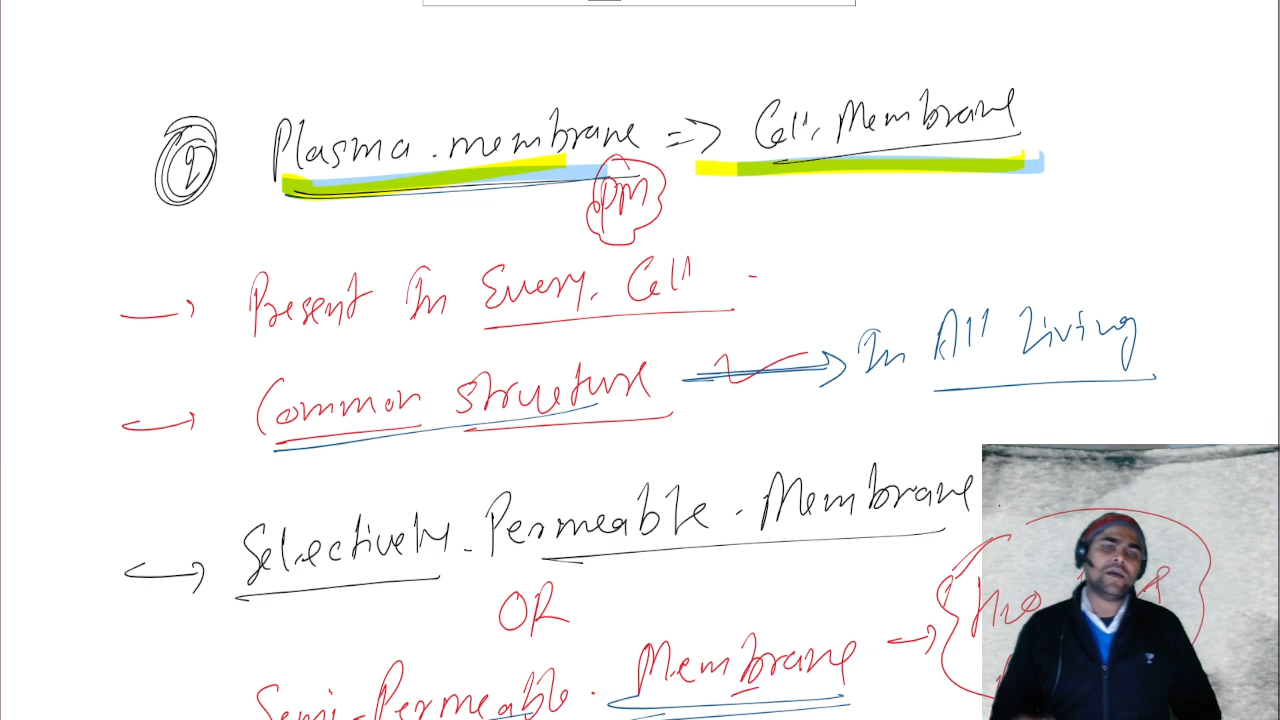 2 Plasma membrane => Cell Membrane
PM
→ Present In Every Cell
→ Common structure => In All living
→ Selectively Permeable Membrane
OR
Semi-Permeable Membrane →